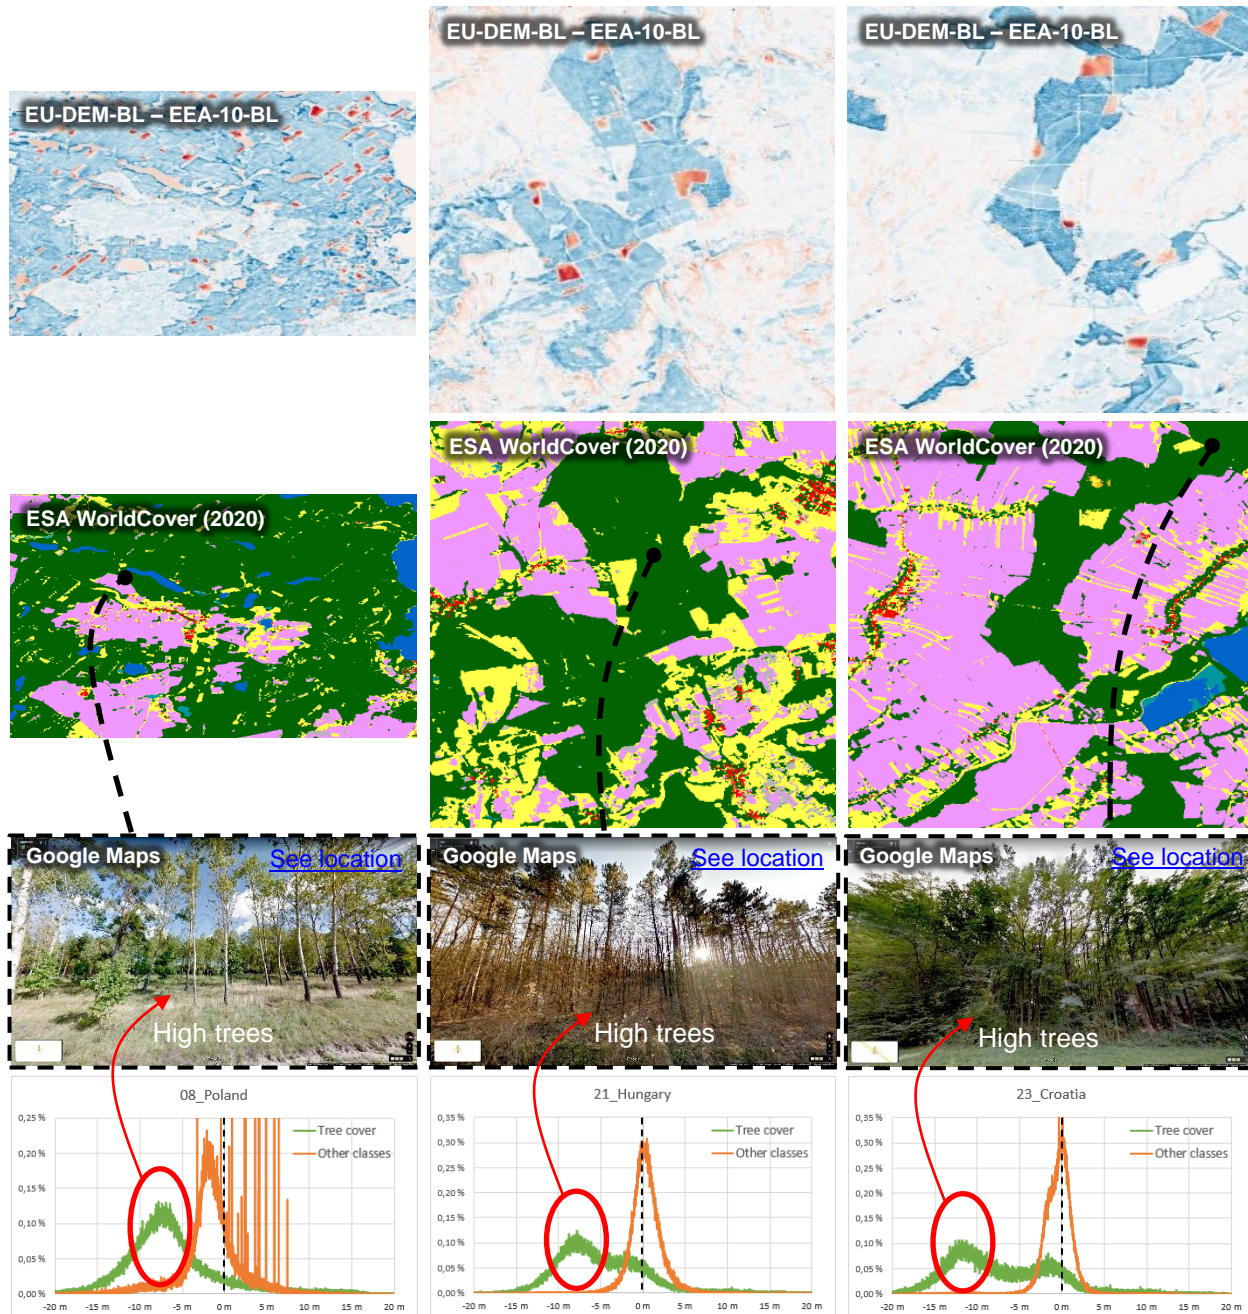 EU-DEM-BL – EEA-10-BL
EU-DEM-BL – EEA-10-BL
EU-DEM-BL – EEA-10-BL
ESA WorldCover (2020)
ESA WorldCover (2020)
ESA WorldCover (2020)
Google Maps See location
High trees
Google Maps See location
High trees
Google Maps See location
High trees
08_Poland
0,25 %
0,20 %
0,15 %
0,10 %
0,05 %
0,00 %
Tree cover
Other classes
-20 m -15 m -10 m -5 m 0 m 5 m 10 m 15 m 20 m
21_Hungary
0,35 %
0,30 %
0,25 %
0,20 %
0,15 %
0,10 %
0,05 %
0,00 %
Tree cover
Other classes
-20 m -15 m -10 m -5 m 0 m 5 m 10 m 15 m 20 m
23_Croatia
0,35 %
0,30 %
0,25 %
0,20 %
0,15 %
0,10 %
0,05 %
0,00 %
Tree cover
Other classes
-20 m -15 m -10 m -5 m 0 m 5 m 10 m 15 m 20 m